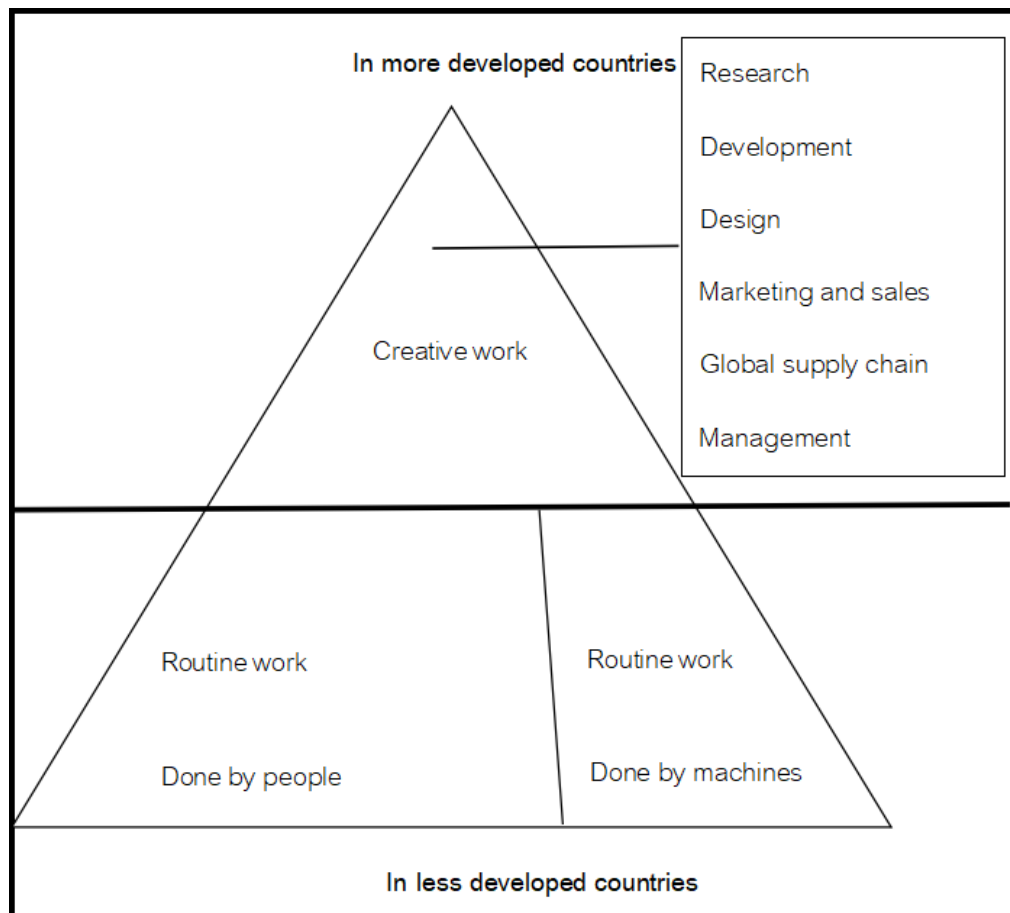 In more developed countries
Research
Development
Design
Marketing and sales
Global supply chain
Management
Creative work
Routine work
Done by people
Routine work
Done by machines
In less developed countries